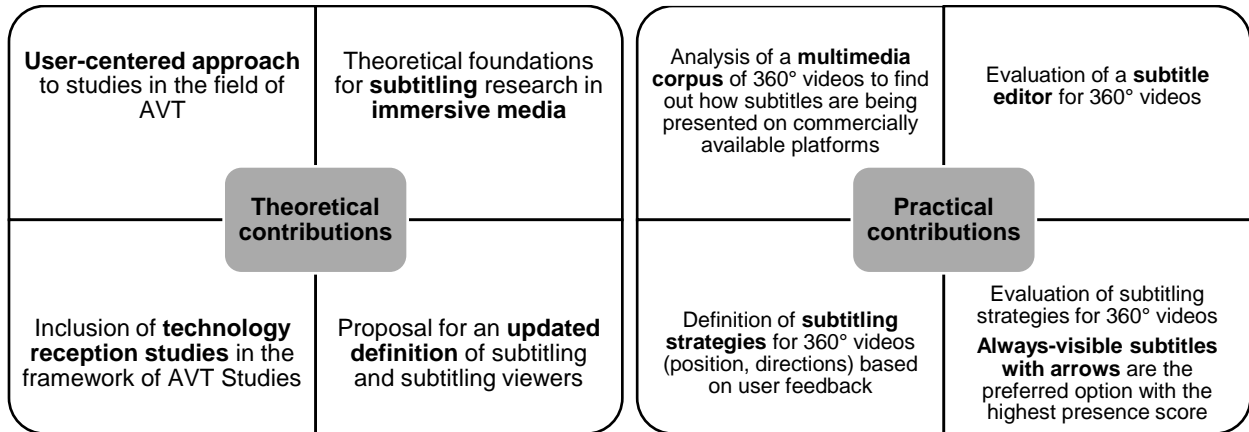 User-centered approach
to studies in the field of
AVT
Theoretical foundations
for subtitling research in
immersive media
Theoretical
contributions
Inclusion of technology
reception studies in the
framework of AVT Studies
Proposal for an updated
definition of subtitling
and subtitling viewers
Analysis of a multimedia
corpus of 360° videos to find
out how subtitles are being
presented on commercially
available platforms
Evaluation of a subtitle
editor for 360° videos
Practical
contributions
Definition of subtitling
strategies for 360° videos
(position, directions) based
on user feedback
Evaluation of subtitling
strategies for 360° videos
Always-visible subtitles
with arrows are the
preferred option with the
highest presence score